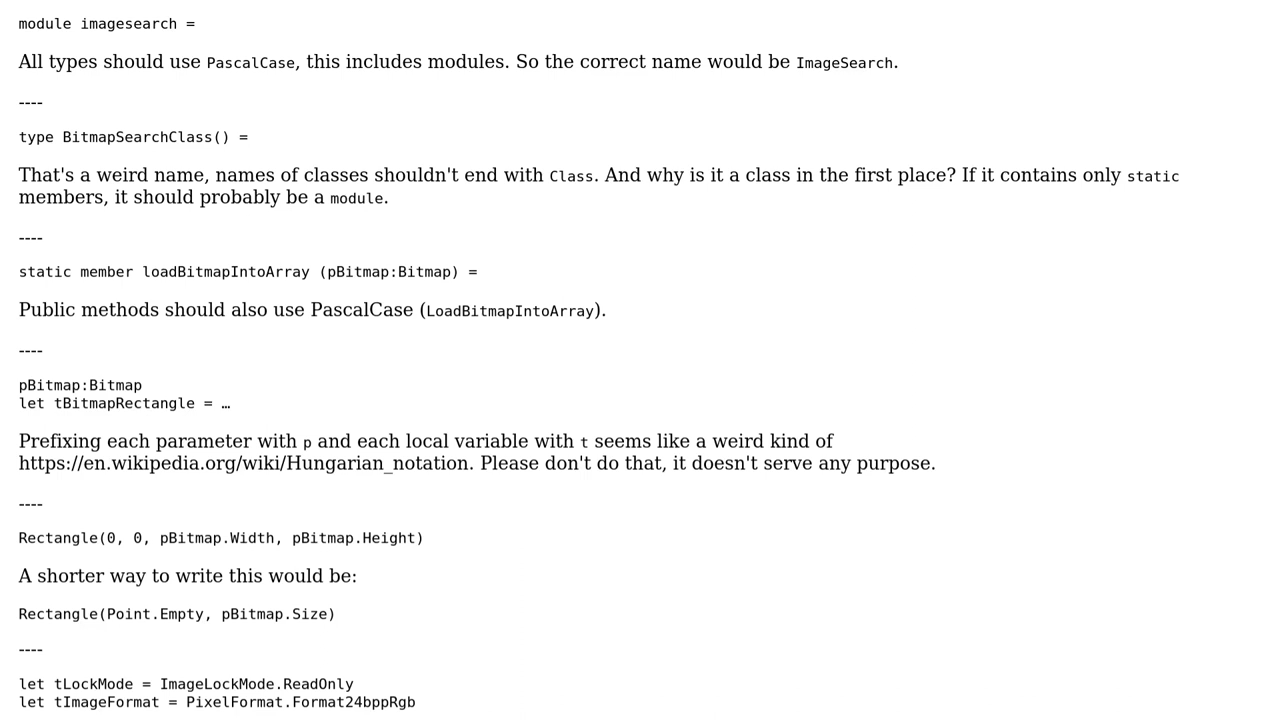 module imagesearch =
All types should use PascalCase, this includes modules. So the correct name would be ImageSearch.
----
type BitmapSearchClass() =
That's a weird name, names of classes shouldn't end with Class. And why is it a class in the first place? If it contains only static
members, it should probably be a module.
----
static member loadBitmapIntoArray (pBitmap:Bitmap) =
Public methods should also use PascalCase (LoadBitmapIntoArray).
----
pBitmap:Bitmap
let tBitmapRectangle = …
Prefixing each parameter with p and each local variable with t seems like a weird kind of
https://en.wikipedia.org/wiki/Hungarian_notation. Please don't do that, it doesn't serve any purpose.
----
Rectangle(0, 0, pBitmap.Width, pBitmap.Height)
A shorter way to write this would be:
Rectangle(Point.Empty, pBitmap.Size)
----
let tLockMode = ImageLockMode.ReadOnly
let tImageFormat = PixelFormat.Format24bppRgb